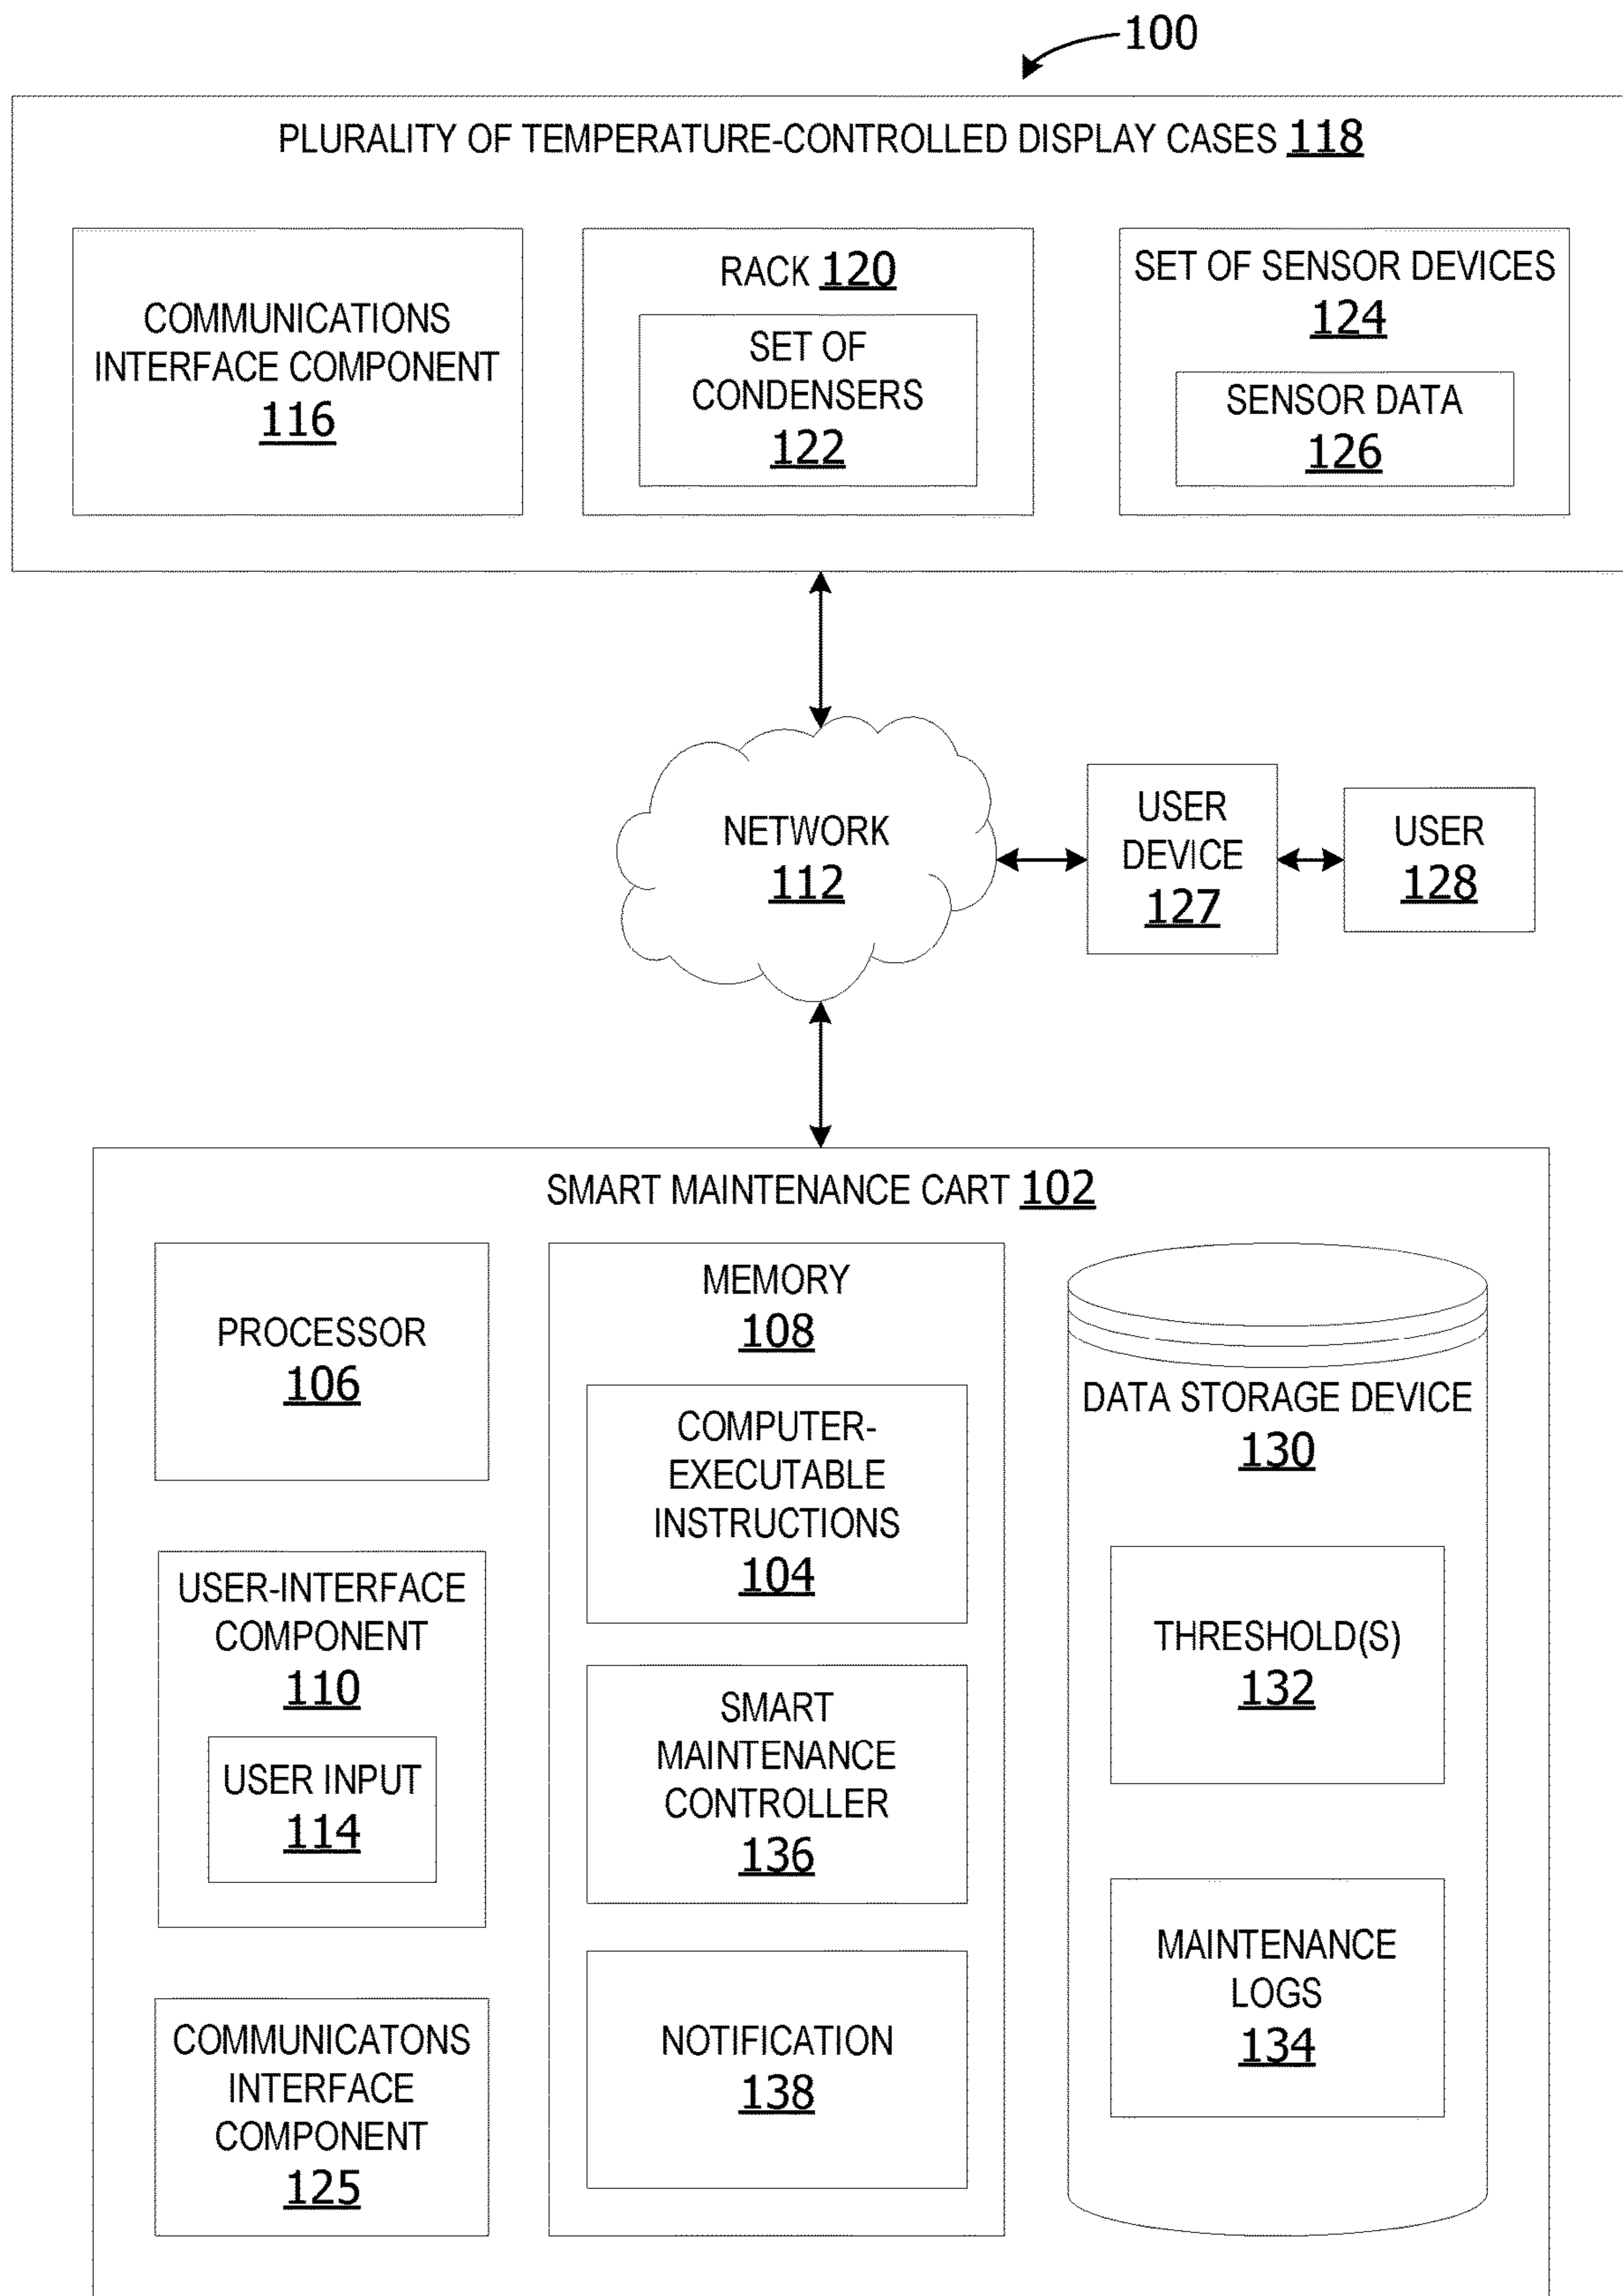 100
PLURALITY OF TEMPERATURE-CONTROLLED DISPLAY CASES 118
COMMUNICATIONS
INTERFACE COMPONENT
116
RACK 120
SET OF
CONDENSERS
122
SET OF SENSOR DEVICES
124
SENSOR DATA
126
NETWORK
112
USER
DEVICE
127
USER
128
SMART MAINTENANCE CART 102
PROCESSOR
106
USER-INTERFACE
COMPONENT
110
USER INPUT
114
COMMUNICATONS
INTERFACE
COMPONENT
125
MEMORY
108
COMPUTER-
EXECUTABLE
INSTRUCTIONS
104
SMART
MAINTENANCE
CONTROLLER
136
NOTIFICATION
138
DATA STORAGE DEVICE
130
THRESHOLD(S)
132
MAINTENANCE
LOGS
134